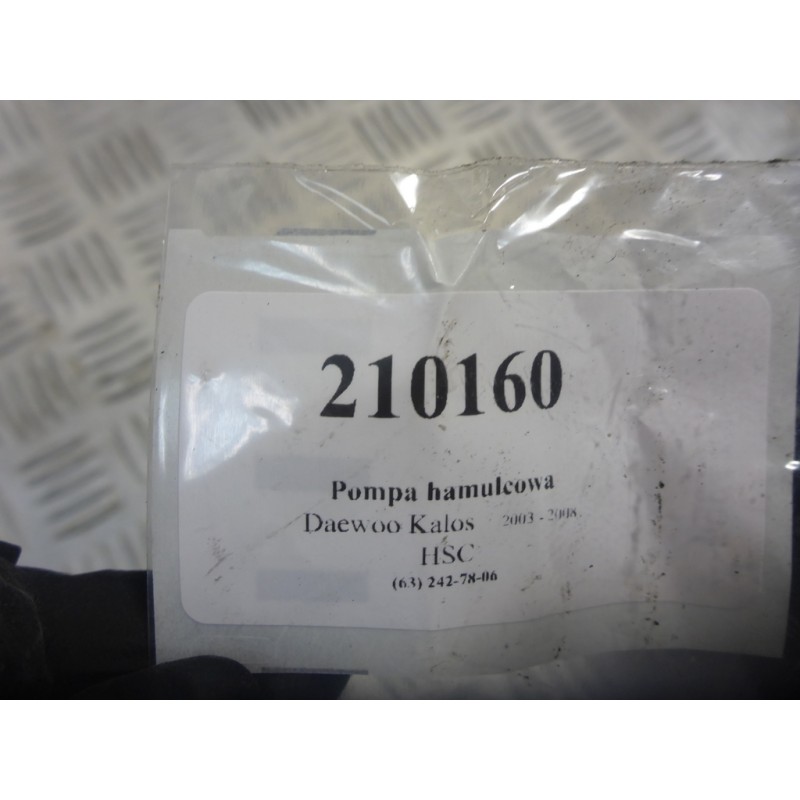 210160
Pompa hamulcowa
Daewoo Kalos 2003 - 2008
HSC
(63) 242-78-06